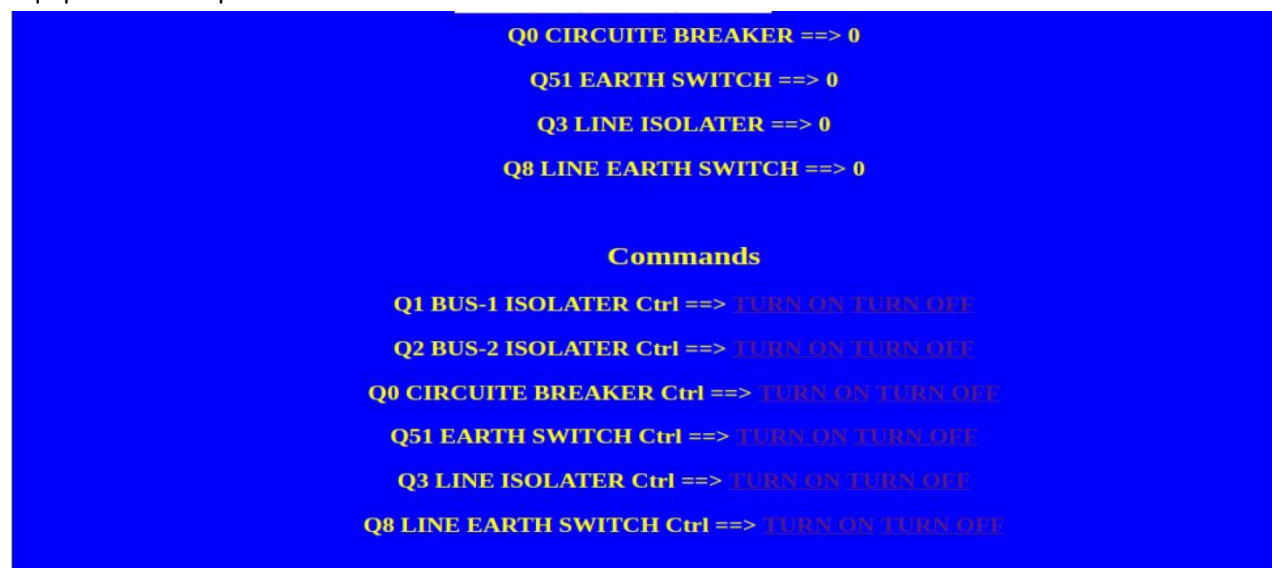 Q0 CIRCUITE BREAKER ==> 0
Q51 EARTH SWITCH ==> 0
Q3 LINE ISOLATER ==> 0
Q8 LINE EARTH SWITCH ==> 0
Commands
Q1 BUS-1 ISOLATER Ctrl ==> TURN ON TURN OFF
Q2 BUS-2 ISOLATER Ctrl ==> TURN ON TURN OFF
Q0 CIRCUITE BREAKER Ctrl ==> TURN ON TURN OFF
Q51 EARTH SWITCH Ctrl ==> TURN ON TURN OFF
Q3 LINE ISOLATER Ctrl ==> TURN ON TURN OFF
Q8 LINE EARTH SWITCH Ctrl ==> TURN ON TURN OFF